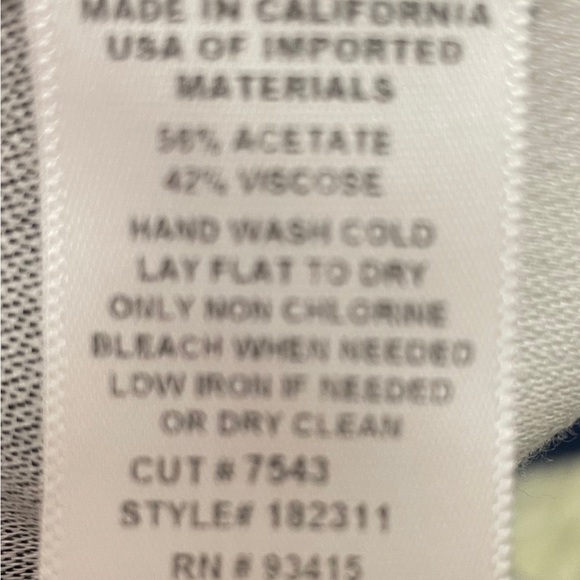 MADE IN CALIFORNIA
USA OF IMPORTED
MATERIALS
58% ACETATE
42% VISCOSE
HAND WASH COLD
LAY FLAT TO DRY
ONLY NON CHLORINE
BLEACH WHEN NEEDED
LOW IRON IF NEEDED
OR DRY CLEAN
CUT # 7543
STYLE# 182311
RN # 93415